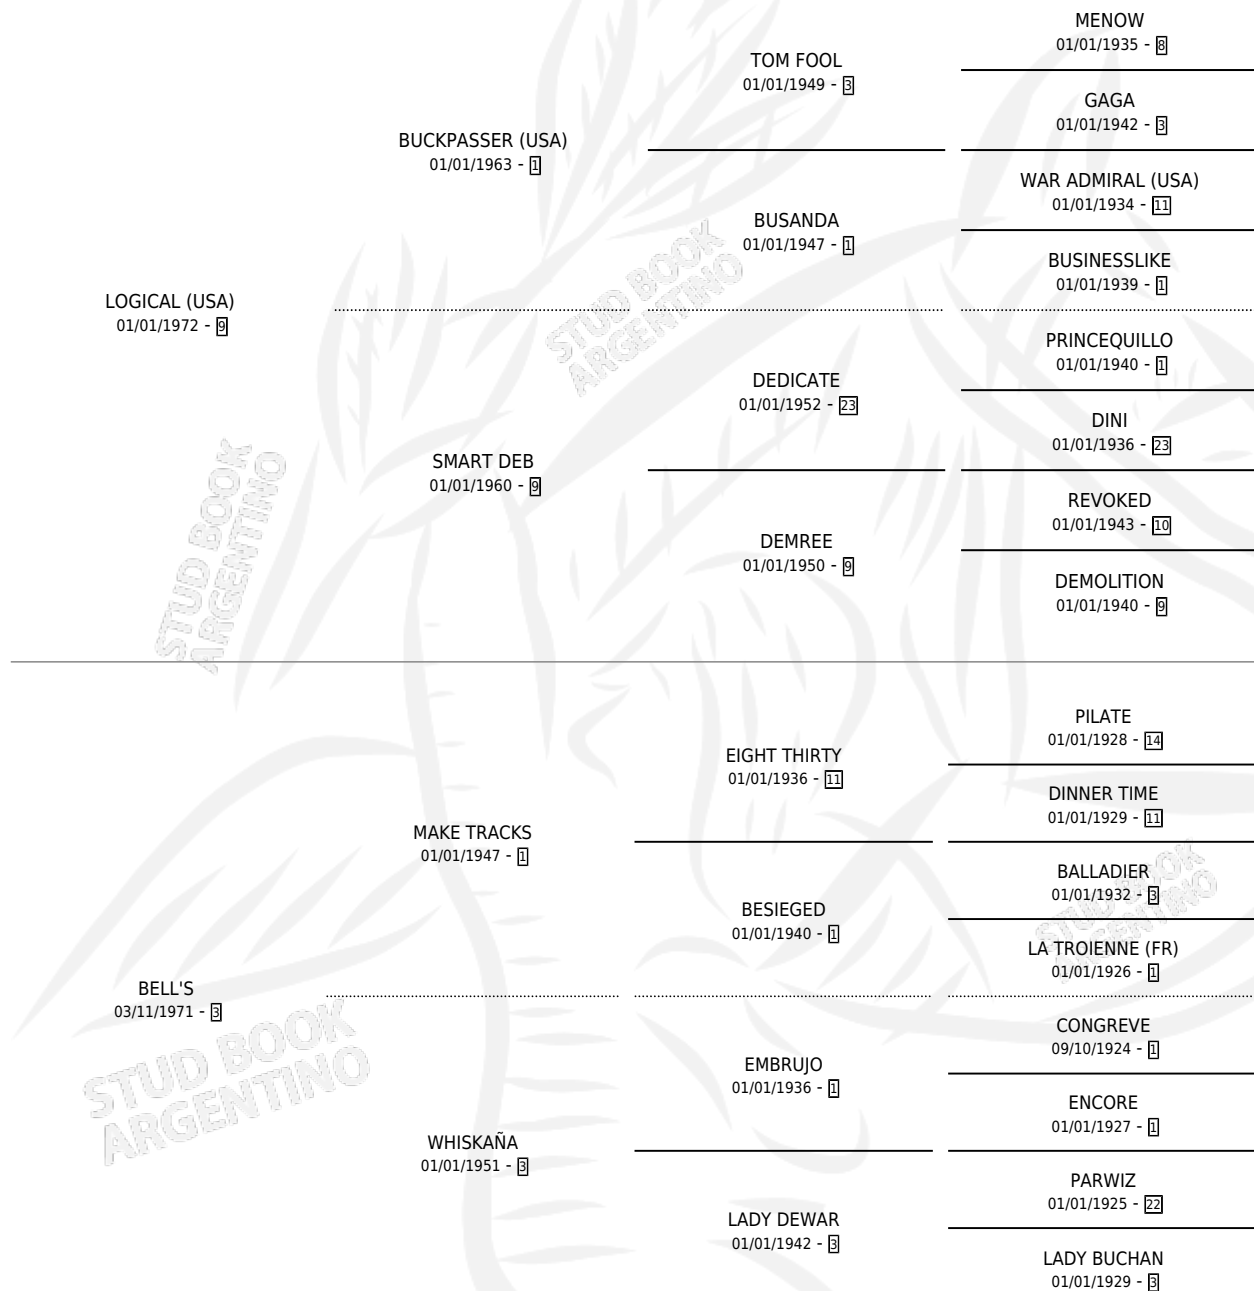 MENOW
01/01/1935 - 8
TOM FOOL
01/01/1949 - 3
GAGA
01/01/1942 - 3
BUCKPASSER (USA)
01/01/1963 - 1
WAR ADMIRAL (USA)
01/01/1934 - 11
BUSANDA
01/01/1947 - 1
BUSINESSLIKE
01/01/1939 - 1
LOGICAL (USA)
01/01/1972 - 9
PRINCEQUILLO
01/01/1940 - 1
DEDICATE
01/01/1952 - 23
DINI
01/01/1936 - 23
SMART DEB
01/01/1960 - 9
REVOKED
01/01/1943 - 10
DEMREE
01/01/1950 - 9
DEMOLITION
01/01/1940 - 9
PILATE
01/01/1928 - 14
EIGHT THIRTY
01/01/1936 - 11
DINNER TIME
01/01/1929 - 11
MAKE TRACKS
01/01/1947 - 1
BALLADIER
01/01/1932 - 3
BESIEGED
01/01/1940 - 1
LA TROIENNE (FR)
01/01/1926 - 1
BELL'S
03/11/1971 - 3
CONGREVE
09/10/1924 - 1
EMBRUJO
01/01/1936 - 1
ENCORE
01/01/1927 - 1
WHISKAÑA
01/01/1951 - 3
PARWIZ
01/01/1925 - 22
LADY DEWAR
01/01/1942 - 3
LADY BUCHAN
01/01/1929 - 3
STUD BOOK
ARGENTINO
STUD BOOK
ARGENTINO
STUD BOOK
ARGENTINO
STUD BOOK
ARGENTINO